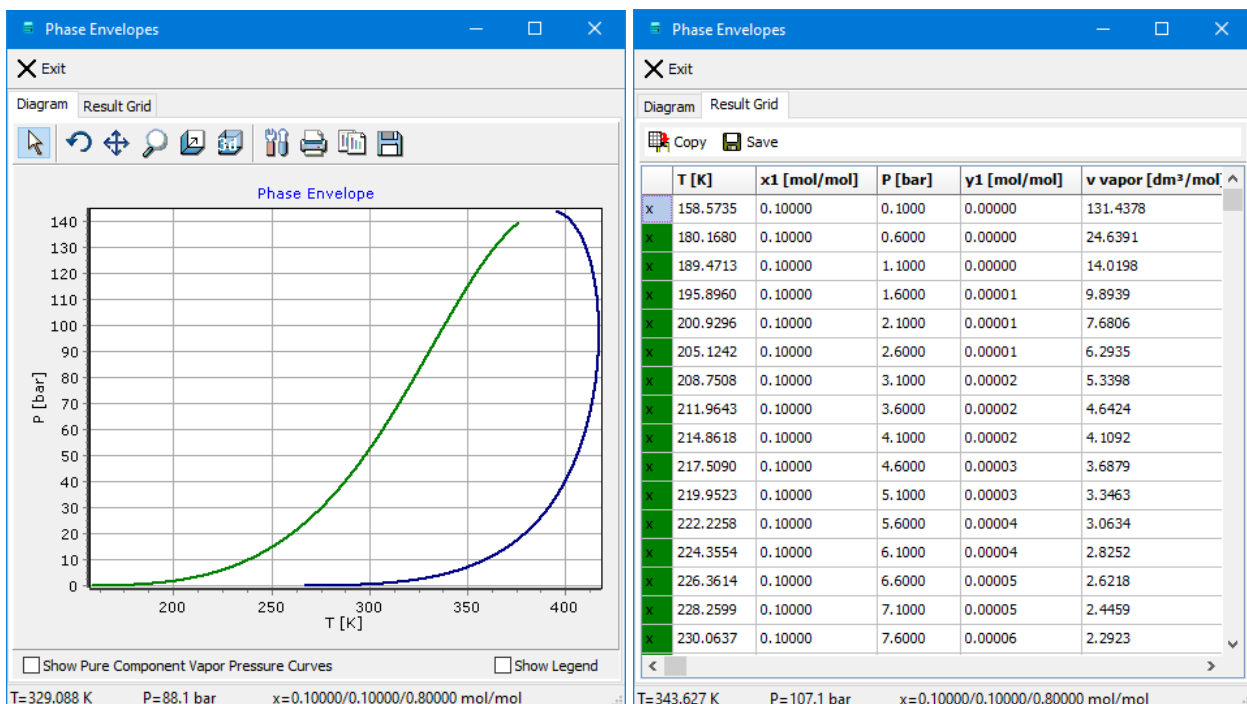 Phase Envelopes
Exit
Diagram Result Grid
Phase Envelope
140
130
120
110
100
90
80
70
60
50
40
30
20
10
0
P [bar]
200 250 300 350 400
T [K]
Show Pure Component Vapor Pressure Curves Show Legend
T=329.088 K P=88.1 bar x=0.10000/0.10000/0.80000 mol/mol
Phase Envelopes
Exit
Diagram Result Grid
Copy Save
T [K] x1 [mol/mol] P [bar] y1 [mol/mol] v vapor [dm³/mol]
x 158.5735 0.10000 0.1000 0.00000 131.4378
x 180.1680 0.10000 0.6000 0.00000 24.6391
x 189.4713 0.10000 1.1000 0.00000 14.0198
x 195.8960 0.10000 1.6000 0.00001 9.8939
x 200.9296 0.10000 2.1000 0.00001 7.6806
x 205.1242 0.10000 2.6000 0.00001 6.2935
x 208.7508 0.10000 3.1000 0.00002 5.3398
x 211.9643 0.10000 3.6000 0.00002 4.6424
x 214.8618 0.10000 4.1000 0.00002 4.1092
x 217.5090 0.10000 4.6000 0.00003 3.6879
x 219.9523 0.10000 5.1000 0.00003 3.3463
x 222.2258 0.10000 5.6000 0.00004 3.0634
x 224.3554 0.10000 6.1000 0.00004 2.8252
x 226.3614 0.10000 6.6000 0.00005 2.6218
x 228.2599 0.10000 7.1000 0.00005 2.4459
x 230.0637 0.10000 7.6000 0.00006 2.2923
T=343.627 K P=107.1 bar x=0.10000/0.10000/0.80000 mol/mol